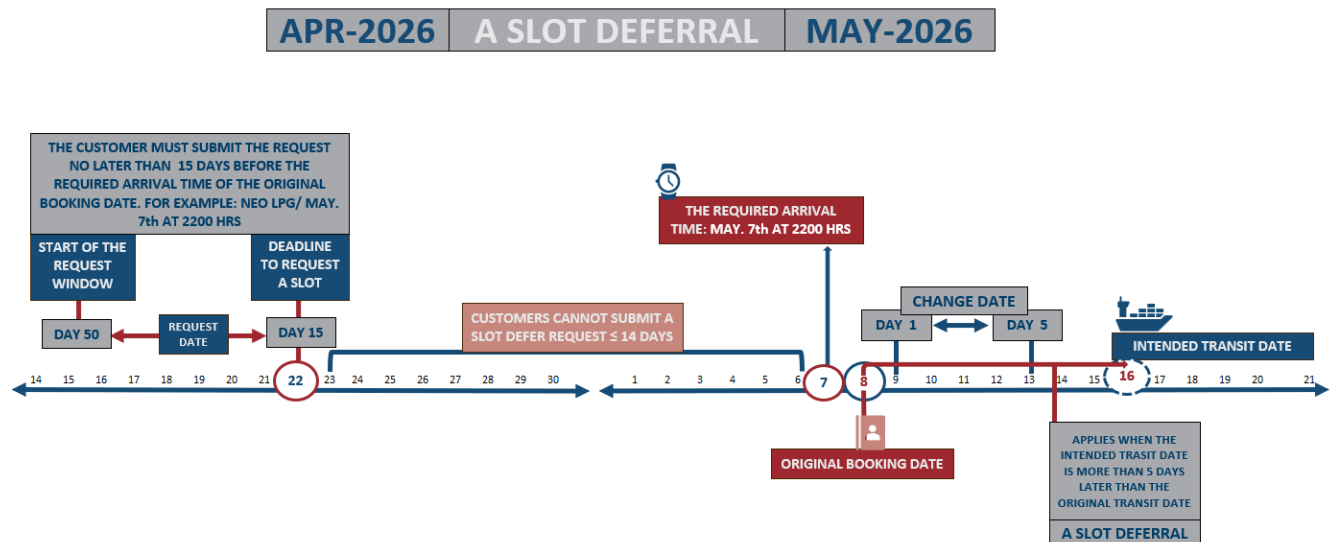 APR-2026 A SLOT DEFERRAL MAY-2026
THE CUSTOMER MUST SUBMIT THE REQUEST
NO LATER THAN 15 DAYS BEFORE THE
REQUIRED ARRIVAL TIME OF THE ORIGINAL
BOOKING DATE. FOR EXAMPLE: NEO LPG/ MAY.
7th AT 2200 HRS
START OF THE
REQUEST
WINDOW
DEADLINE
TO REQUEST
A SLOT
DAY 50
REQUEST
DATE
DAY 15
CUSTOMERS CANNOT SUBMIT A
SLOT DEFER REQUEST ≤ 14 DAYS
THE REQUIRED ARRIVAL
TIME: MAY. 7th AT 2200 HRS
CHANGE DATE
DAY 1
DAY 5
INTENDED TRANSIT DATE
14 15 16 17 18 19 20 21 22 23 24 25 26 27 28 29 30 1 2 3 4 5 6 7 8 9 10 11 12 13 14 15 16 17 18 19 20 21
ORIGINAL BOOKING DATE
APPLIES WHEN THE
INTENDED TRASIT DATE
IS MORE THAN 5 DAYS
LATER THAN THE
ORIGINAL TRANSIT DATE
A SLOT DEFERRAL